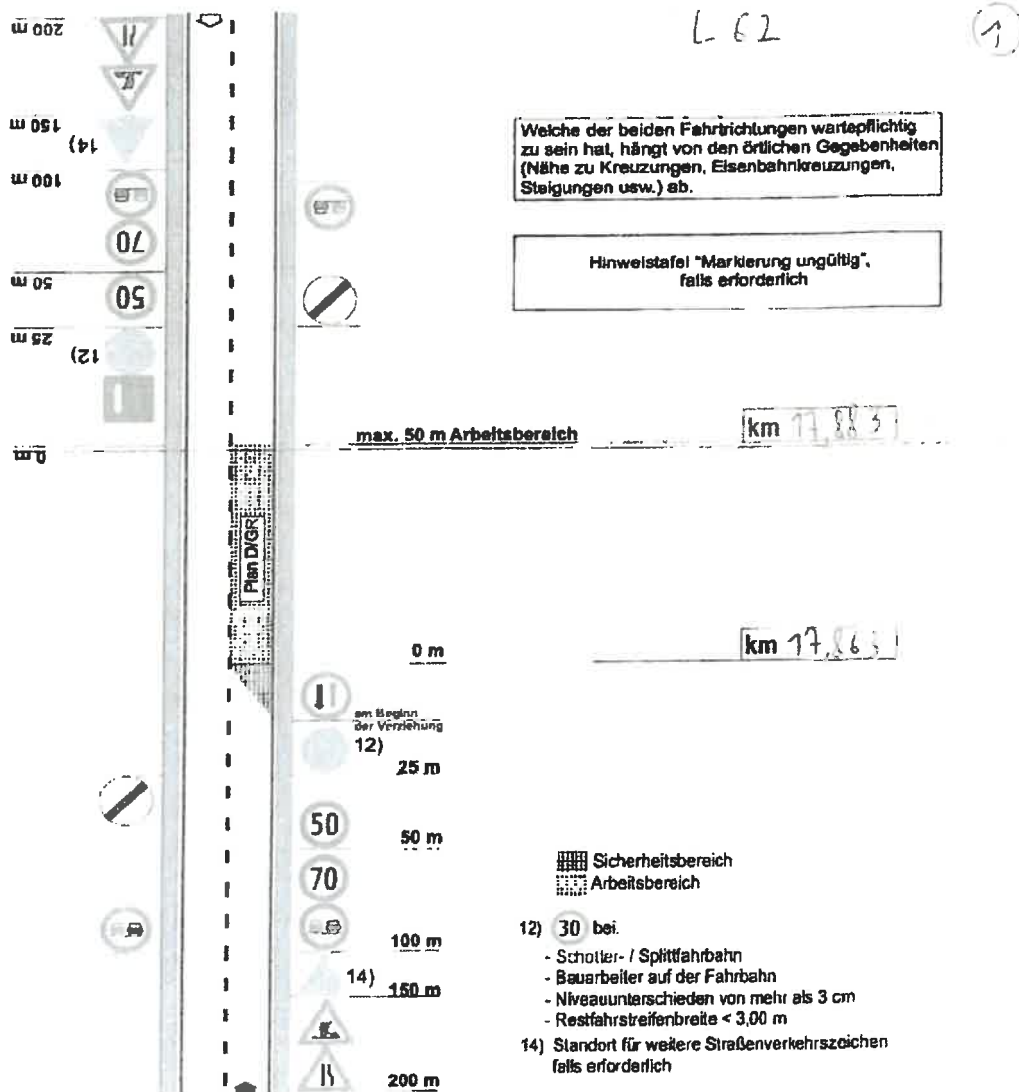 L 62
1
200 m
150 m
14)
100 m
70
50 m
50
25 m
12)
0 m
Welche der beiden Fahrtrichtungen wartepflichtig
zu sein hat, hängt von den örtlichen Gegebenheiten
(Nähe zu Kreuzungen, Eisenbahnkreuzungen,
Steigungen usw.) ab.
Hinweistafel "Markierung ungültig",
falls erforderlich
max. 50 m Arbeitsbereich
km 17,883
Plan D/GR
0 m
km 17,863
am Beginn
der Verziehung
12)
25 m
50
50 m
70
100 m
14)
150 m
200 m
Sicherheitsbereich
Arbeitsbereich
12) 30 bei.
- Schotter- / Splittfahrbahn
- Bauarbeiter auf der Fahrbahn
- Niveauunterschieden von mehr als 3 cm
- Restfahrstreifenbreite < 3,00 m
14) Standort für weitere Straßenverkehrszeichen
falls erforderlich